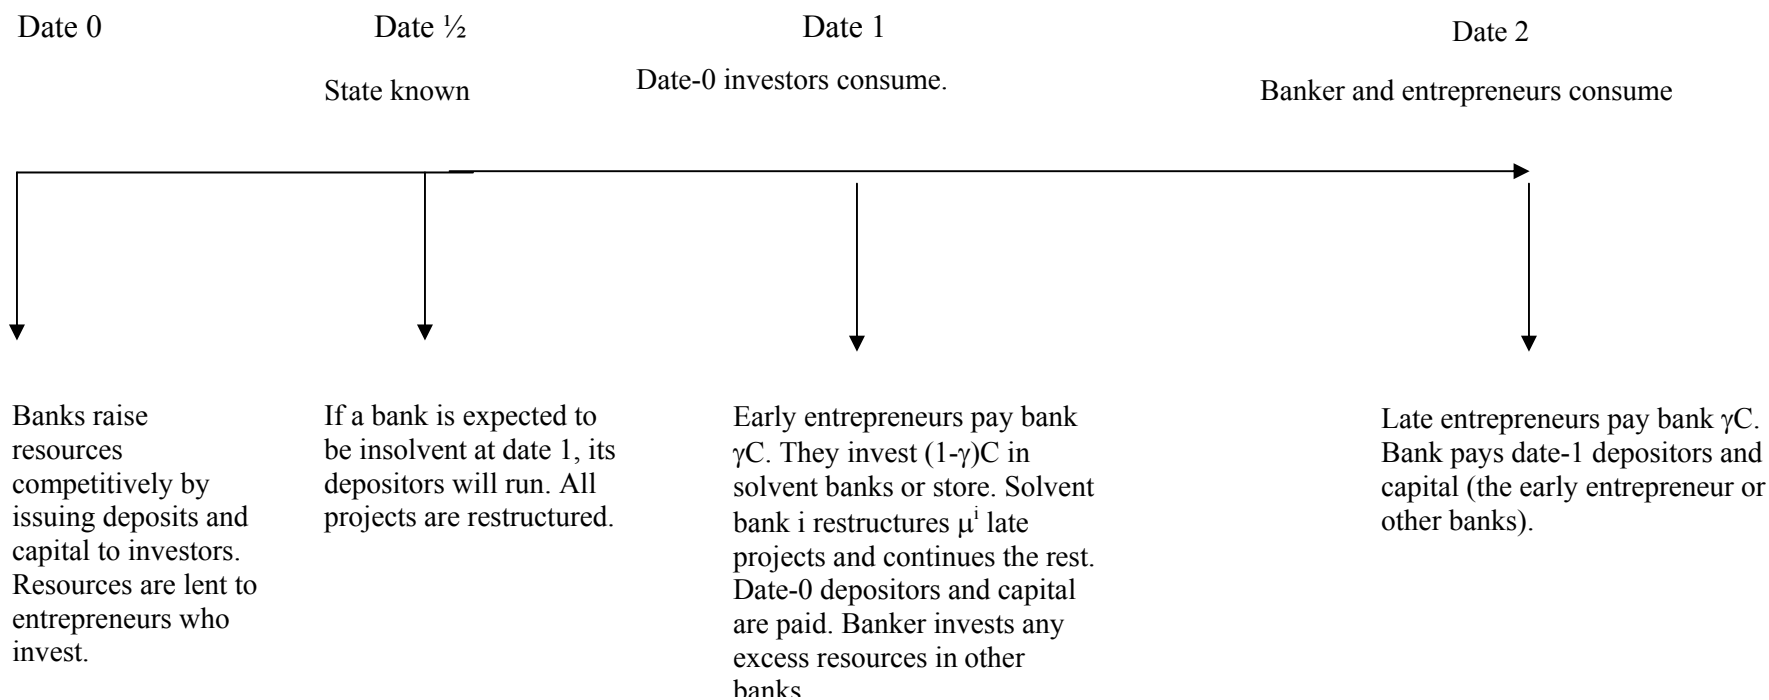 Date 0
Date ½
Date 1
Date 2
State known
Date-0 investors consume.
Banker and entrepreneurs consume
Banks raise
resources
competitively by
issuing deposits and
capital to investors.
Resources are lent to
entrepreneurs who
invest.
If a bank is expected to
be insolvent at date 1, its
depositors will run. All
projects are restructured.
Early entrepreneurs pay bank
γC. They invest (1-γ)C in
solvent banks or store. Solvent
bank i restructures μⁱ late
projects and continues the rest.
Date-0 depositors and capital
are paid. Banker invests any
excess resources in other
banks
Late entrepreneurs pay bank γC.
Bank pays date-1 depositors and
capital (the early entrepreneur or
other banks).